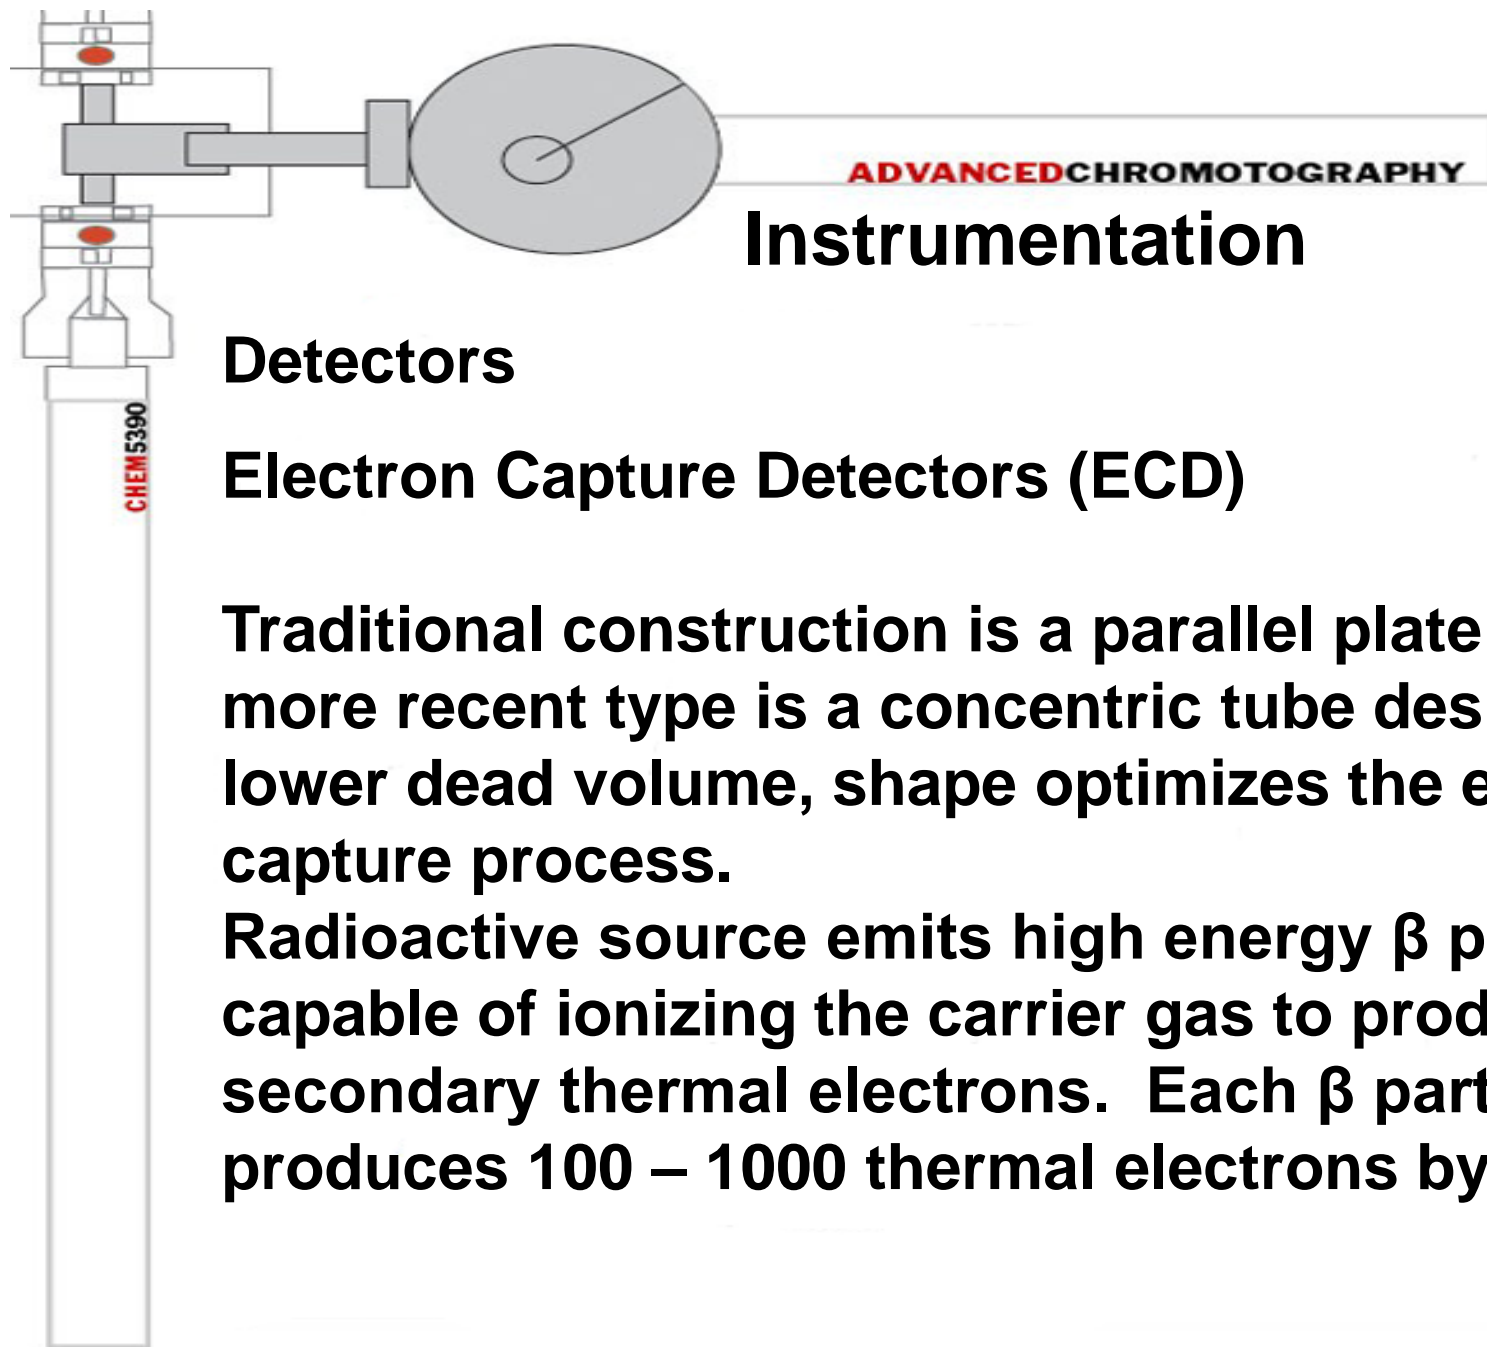 ADVANCEDCHROMOTOGRAPHY
Instrumentation
Detectors
CHEM5390
Electron Capture Detectors (ECD)
Traditional construction is a parallel plate
more recent type is a concentric tube des
lower dead volume, shape optimizes the e
capture process.
Radioactive source emits high energy β p
capable of ionizing the carrier gas to prod
secondary thermal electrons.  Each β part
produces 100 – 1000 thermal electrons by